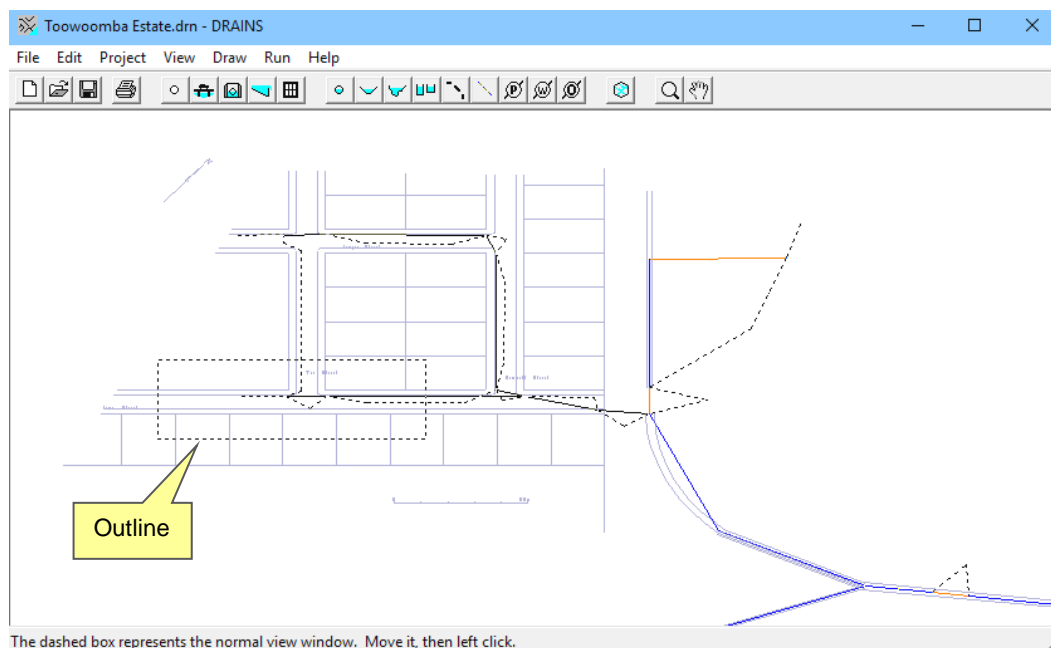 Toowoomba Estate.drn - DRAINS
File Edit Project View Draw Run Help
P W O
Outline
The dashed box represents the normal view window. Move it, then left click.